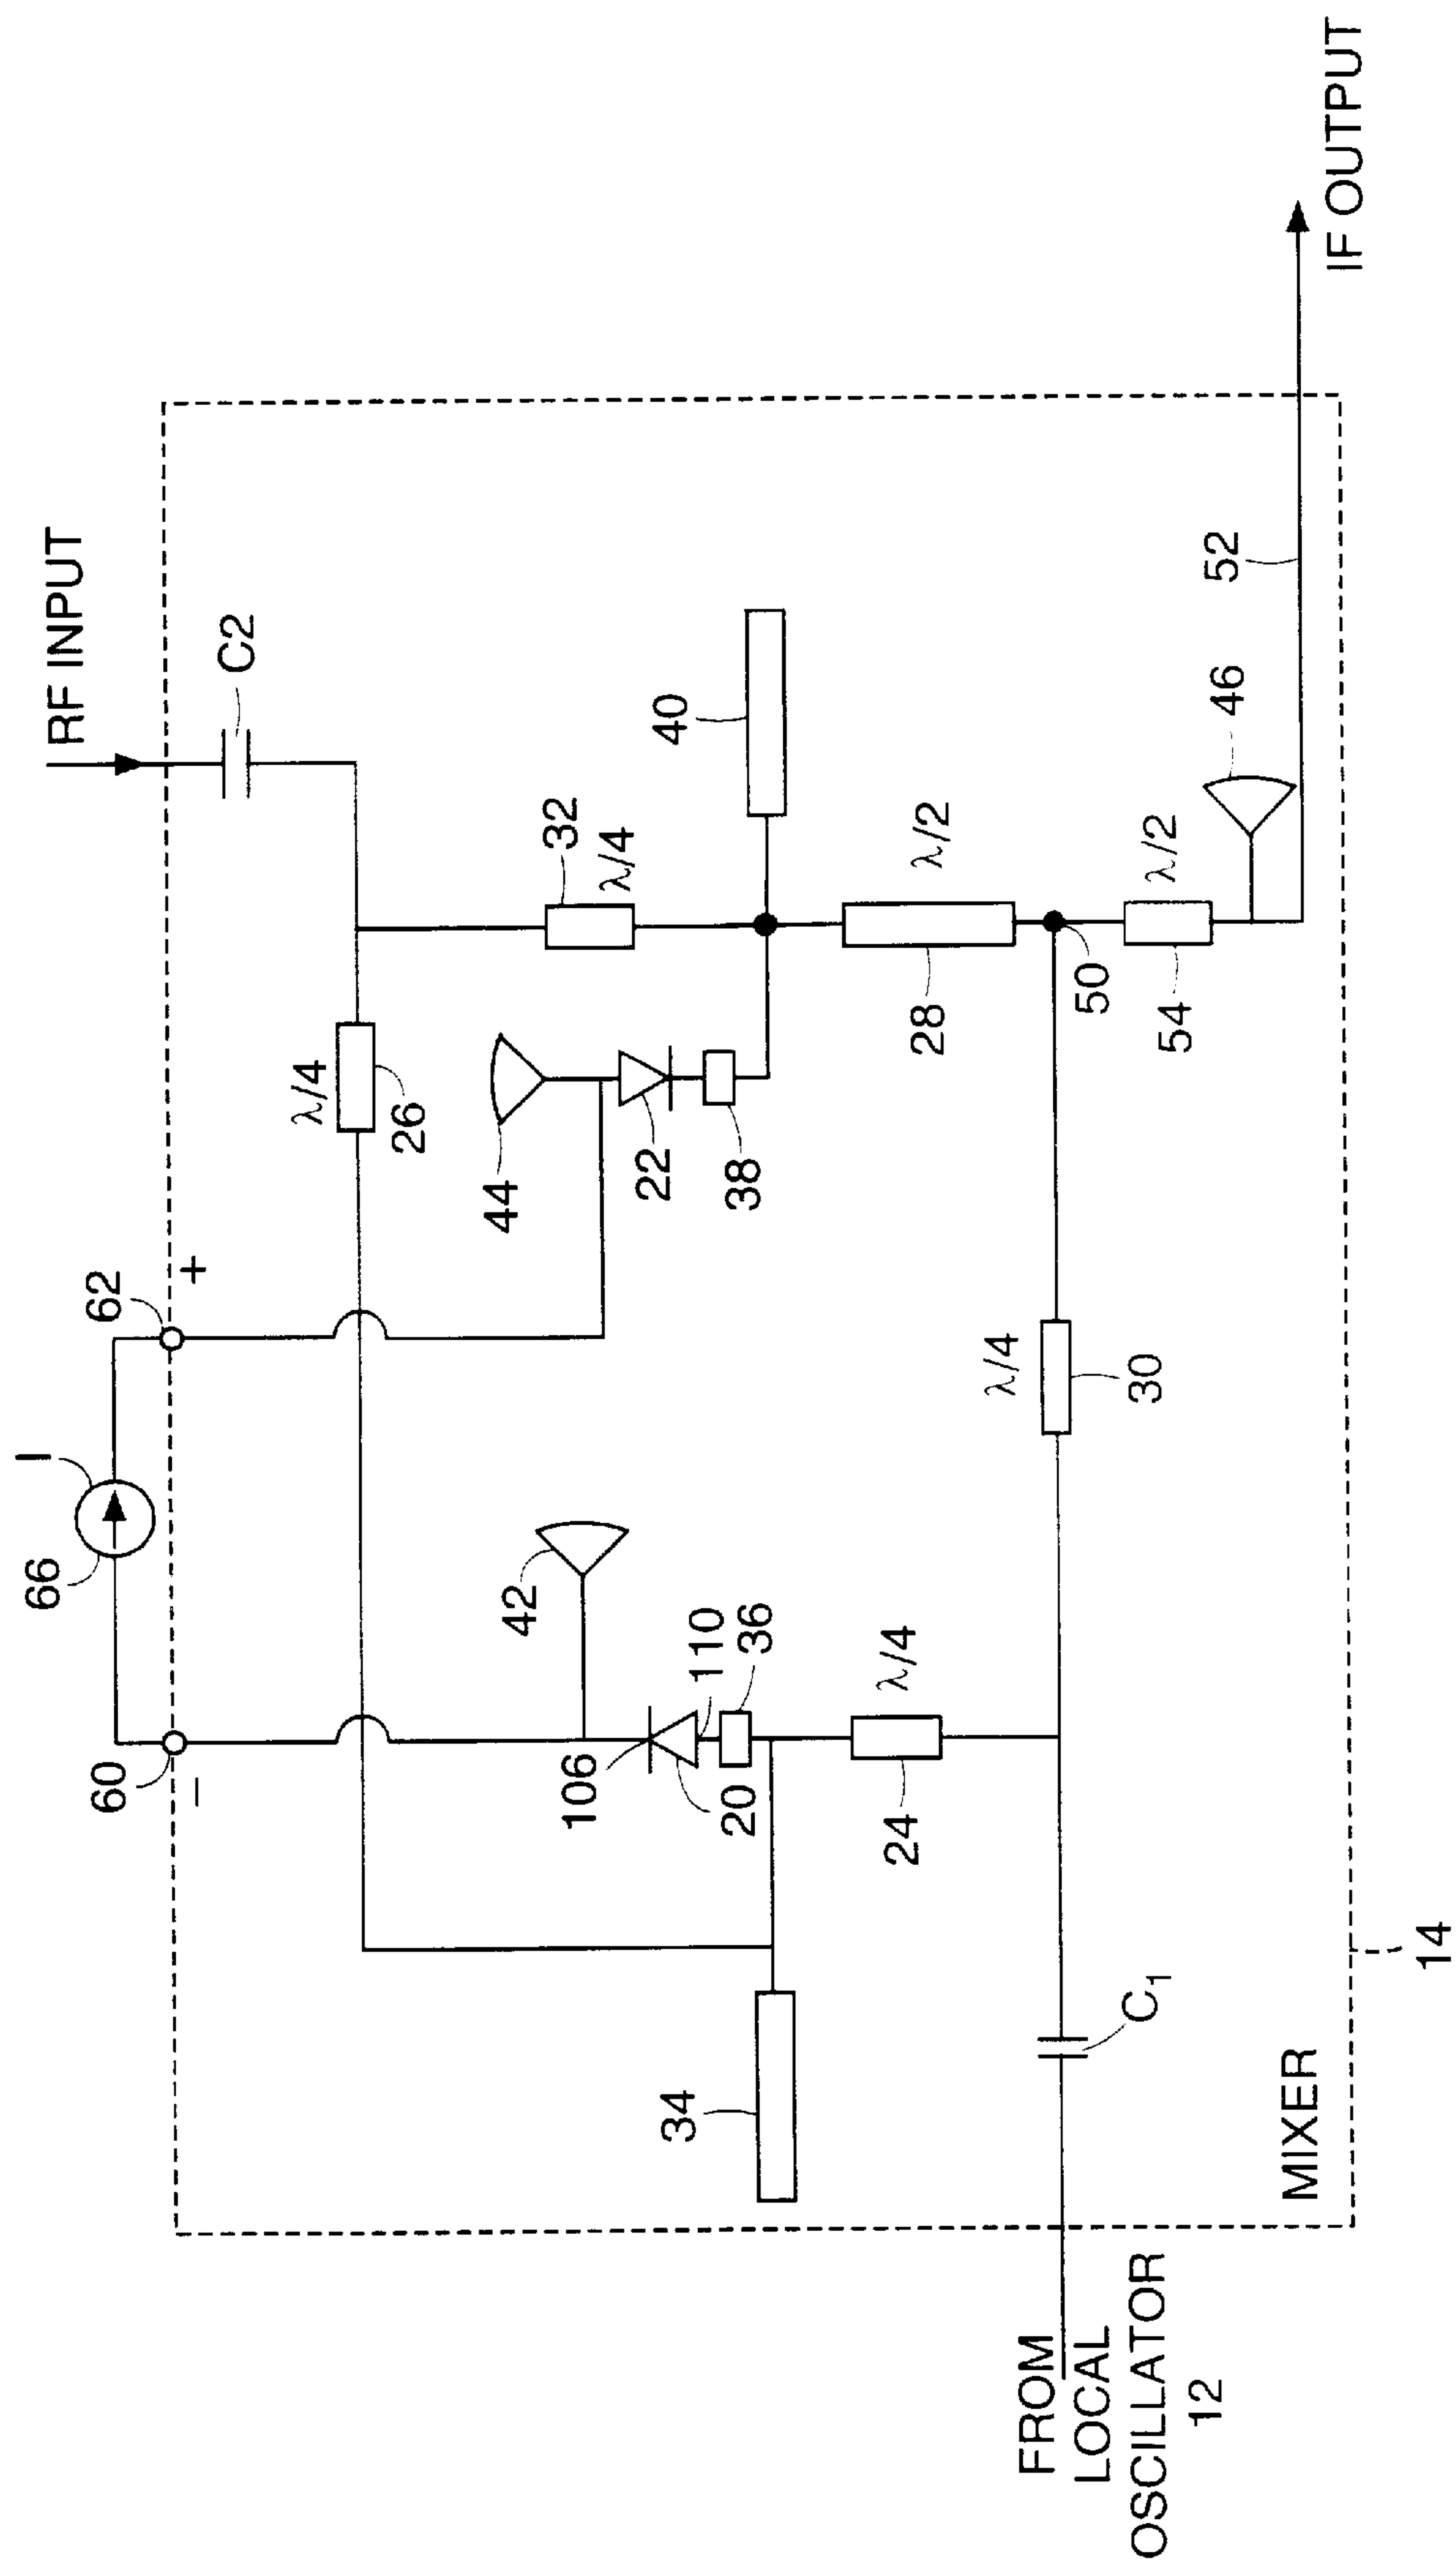 RF INPUT
C2
I
66
60
62
−
+
λ/4
26
32
λ/4
44
22
38
40
42
106
110
36
20
34
λ/4
24
λ/2
28
50
λ/4
30
λ/2
54
46
52
C1
FROM
LOCAL
OSCILLATOR
12
MIXER
14
IF OUTPUT